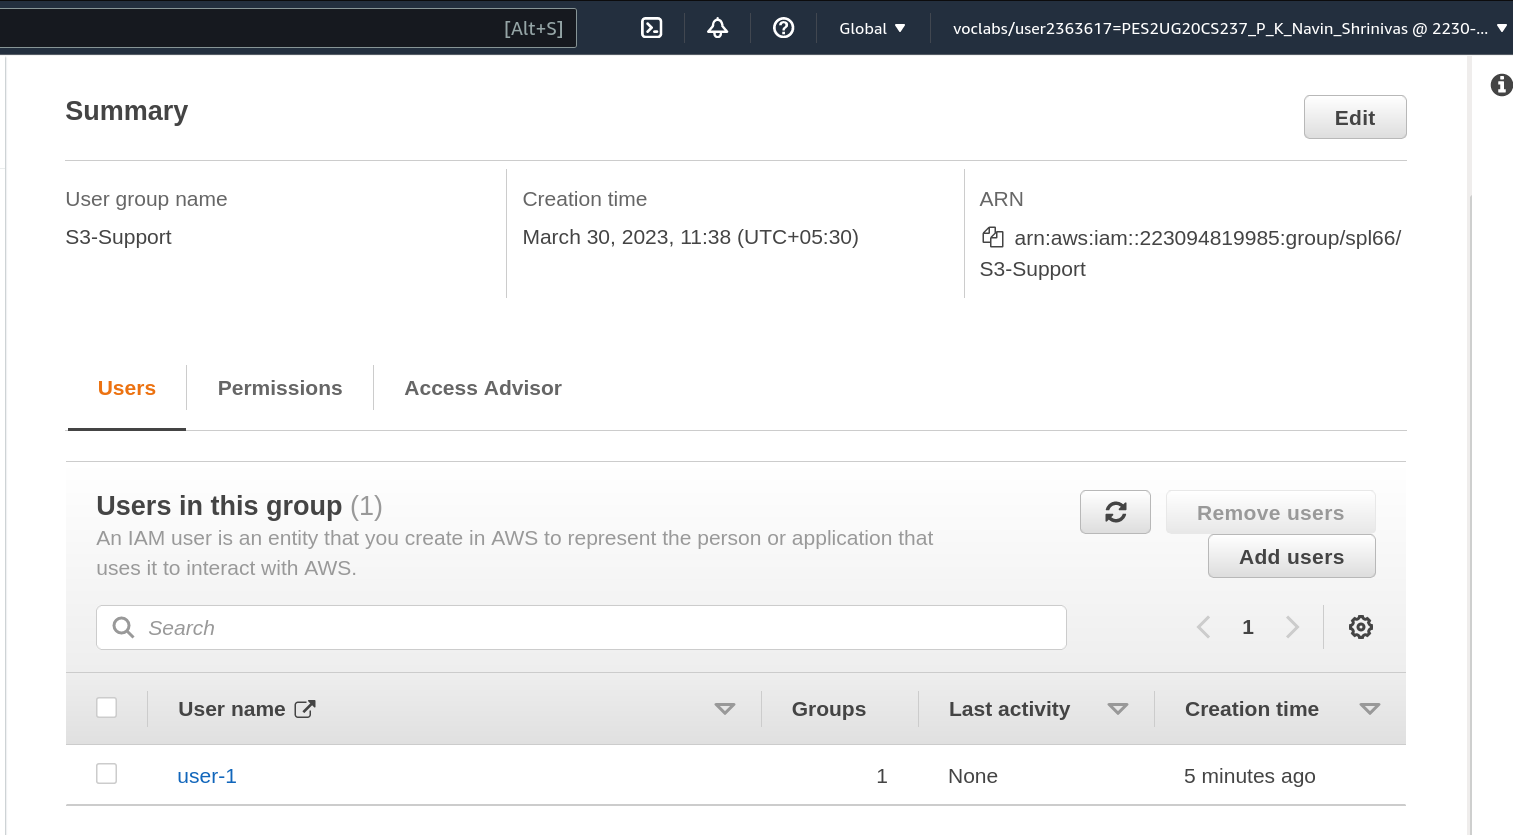 [Alt+S]
Global
voclabs/user2363617=PES2UG20CS237_P_K_Navin_Shrinivas @ 2230-...
Summary
Edit
User group name
S3-Support
Creation time
March 30, 2023, 11:38 (UTC+05:30)
ARN
arn:aws:iam::223094819985:group/spl66/
S3-Support
Users
Permissions
Access Advisor
Users in this group (1)
An IAM user is an entity that you create in AWS to represent the person or application that
uses it to interact with AWS.
Remove users
Add users
Search
1
User name
Groups
Last activity
Creation time
user-1
1
None
5 minutes ago